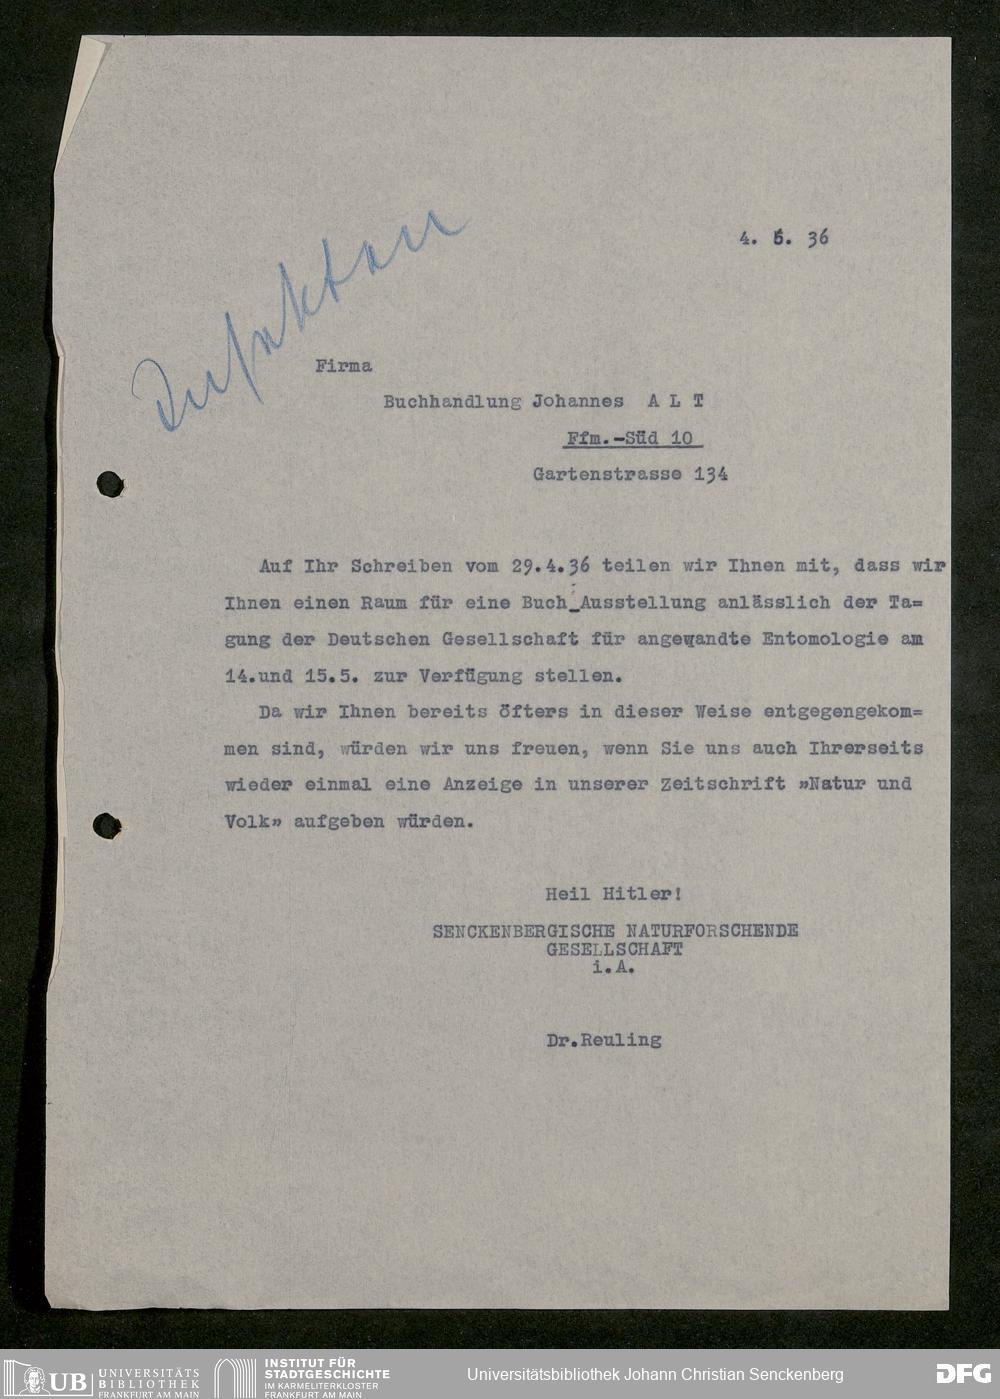 4. 5. 36
Firma
Buchhandlung Johannes A L T
Ffm.-Süd 10
Gartenstrasse 134
Auf Ihr Schreiben vom 29.4.36 teilen wir Ihnen mit, dass wir
Ihnen einen Raum für eine Buch_Ausstellung anlässlich der Ta=
gung der Deutschen Gesellschaft für angewandte Entomologie am
14.und 15.5. zur Verfügung stellen.
Da wir Ihnen bereits öfters in dieser Weise entgegengekom=
men sind, würden wir uns freuen, wenn Sie uns auch Ihrerseits
wieder einmal eine Anzeige in unserer Zeitschrift »Natur und
Volk» aufgeben würden.
Heil Hitler!
SENCKENBERGISCHE NATURFORSCHENDE
GESELLSCHAFT
i.A.
Dr.Reuling
UB UNIVERSITÄTS
BIBLIOTHEK
FRANKFURT AM MAIN
INSTITUT FÜR
STADTGESCHICHTE
IM KARMELITERKLOSTER
FRANKFURT AM MAIN
Universitätsbibliothek Johann Christian Senckenberg
DFG